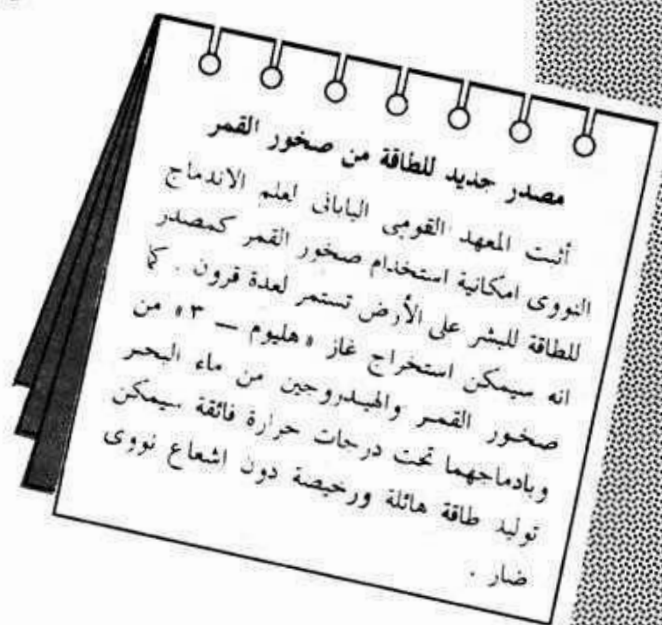 مصدر جديد للطاقة من صخور القمر
أثبت المعهد القومى اليابانى لعلم الاندماج
النووى امكانية استخدام صخور القمر كمصدر
للطاقة للبشر على الأرض تستمر لعدة قرون . كما
انه سيمكن استخراج غاز « هليوم — ٣ » من
صخور القمر والهيدروجين من ماء البحر
وبادماجهما تحت درجات حرارة فائقة سيمكن
توليد طاقة هائلة ورخيصة دون اشعاع نووى
ضار .